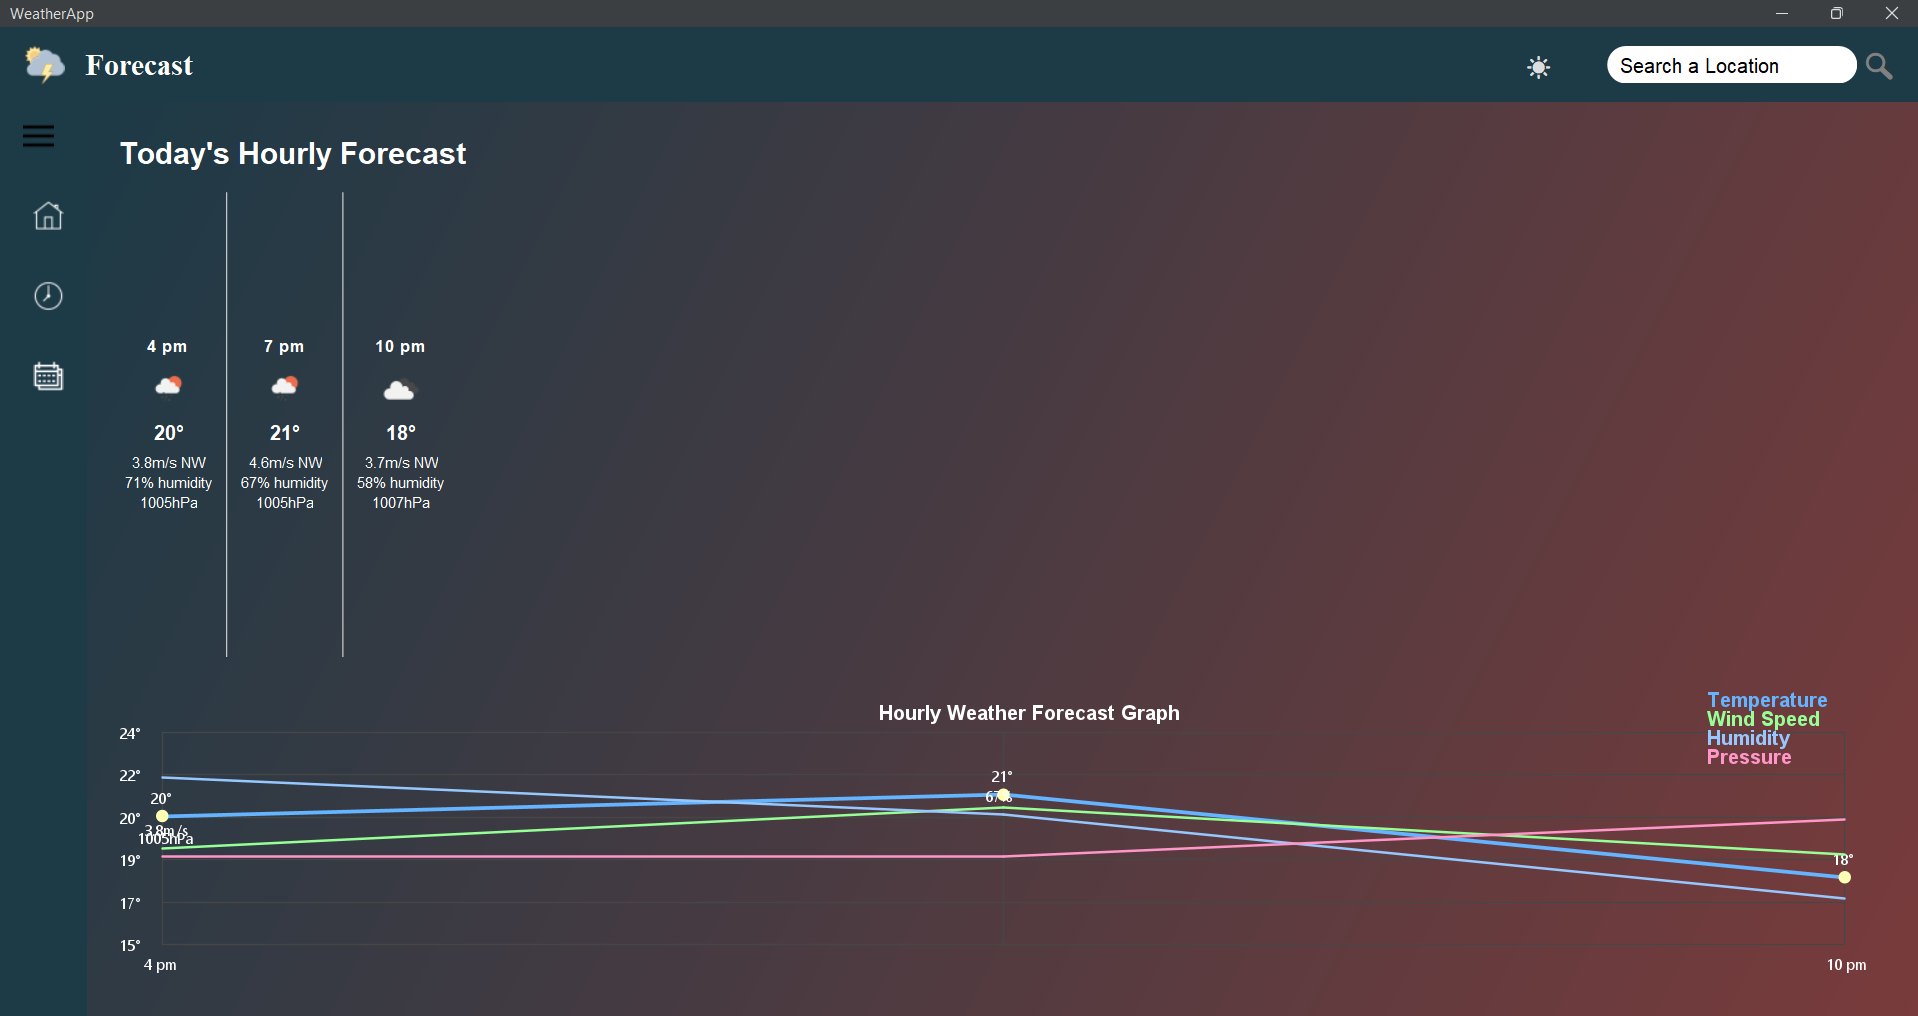 WeatherApp
Forecast
Search a Location
Today's Hourly Forecast
4 pm
20°
3.8m/s NW
71% humidity
1005hPa
7 pm
21°
4.6m/s NW
67% humidity
1005hPa
10 pm
18°
3.7m/s NW
58% humidity
1007hPa
Hourly Weather Forecast Graph
Temperature
Wind Speed
Humidity
Pressure
24°
22°
20°
19°
17°
15°
20°
3.8m/s
1005hPa
21°
67%
18°
4 pm
10 pm